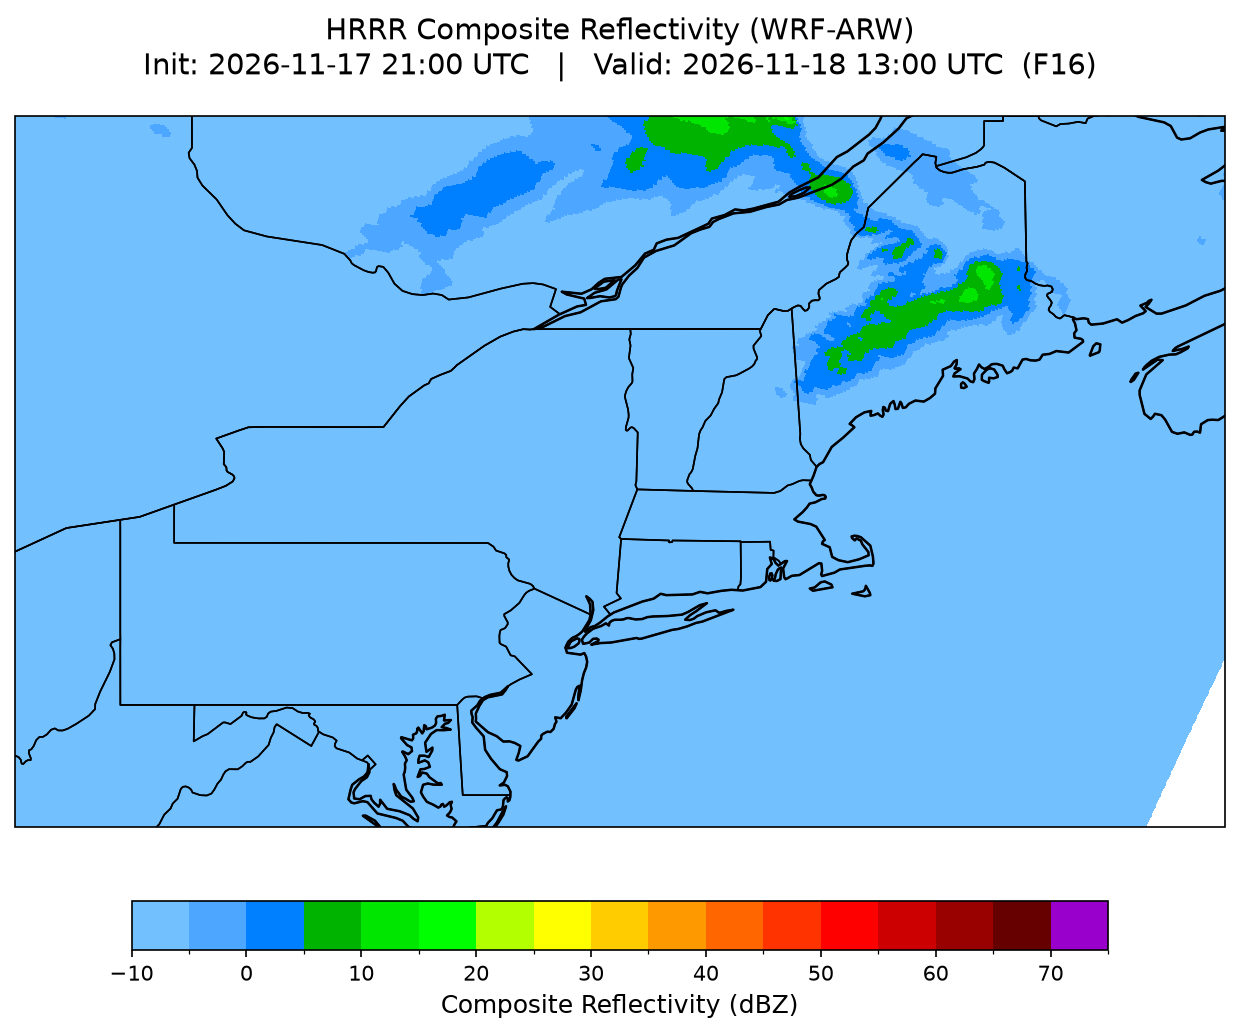 HRRR Composite Reflectivity (WRF-ARW)
Init: 2026-11-17 21:00 UTC | Valid: 2026-11-18 13:00 UTC (F16)
−10 0 10 20 30 40 50 60 70
Composite Reflectivity (dBZ)